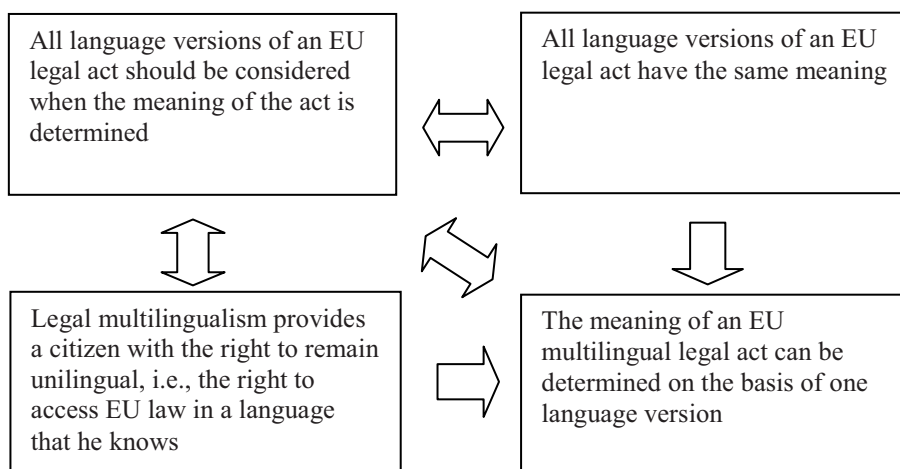 All language versions of an EU
legal act should be considered
when the meaning of the act is
determined
All language versions of an EU
legal act have the same meaning
Legal multilingualism provides
a citizen with the right to remain
unilingual, i.e., the right to
access EU law in a language
that he knows
The meaning of an EU
multilingual legal act can be
determined on the basis of one
language version